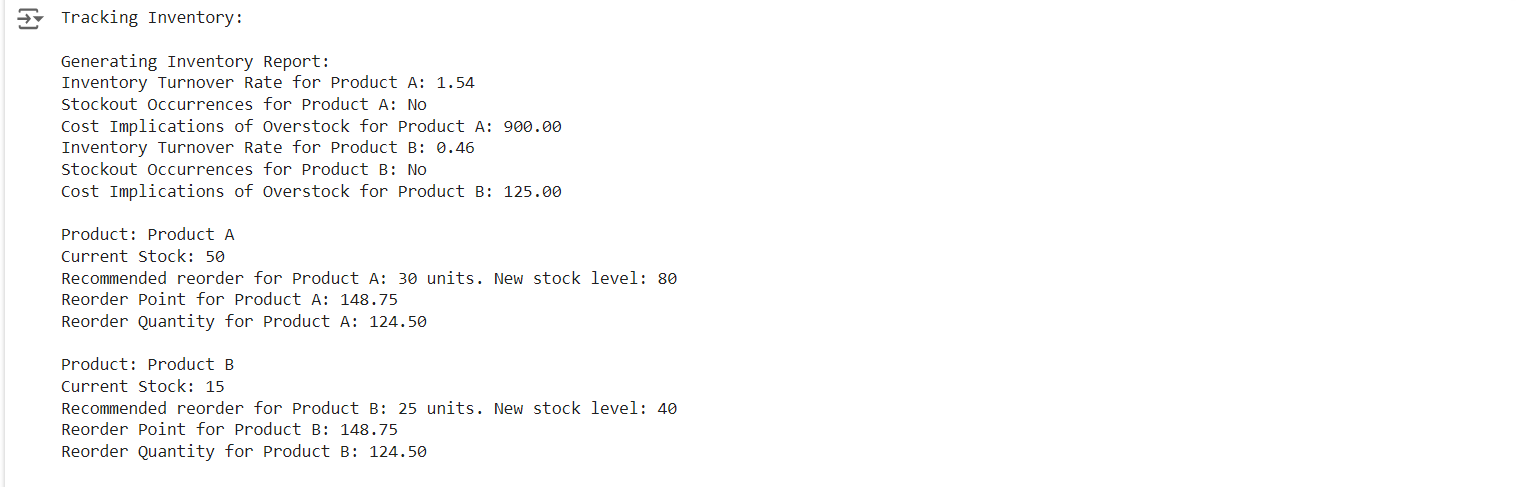 Tracking Inventory:
Generating Inventory Report:
Inventory Turnover Rate for Product A: 1.54
Stockout Occurrences for Product A: No
Cost Implications of Overstock for Product A: 900.00
Inventory Turnover Rate for Product B: 0.46
Stockout Occurrences for Product B: No
Cost Implications of Overstock for Product B: 125.00
Product: Product A
Current Stock: 50
Recommended reorder for Product A: 30 units. New stock level: 80
Reorder Point for Product A: 148.75
Reorder Quantity for Product A: 124.50
Product: Product B
Current Stock: 15
Recommended reorder for Product B: 25 units. New stock level: 40
Reorder Point for Product B: 148.75
Reorder Quantity for Product B: 124.50